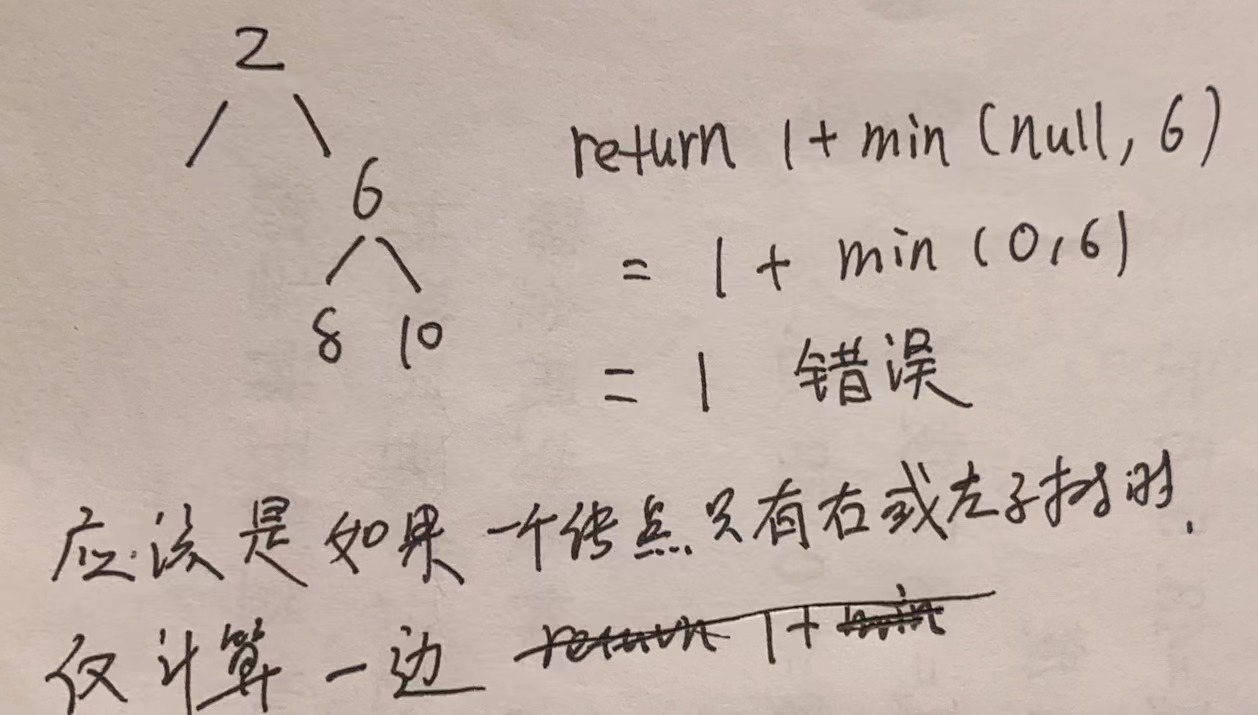 2
6
8 10
return 1 + min (null, 6)
= 1 + min (0, 6)
= 1 错误
应该是如果一个结点只有右或左子树时.
仅计算一边 return 1+ min